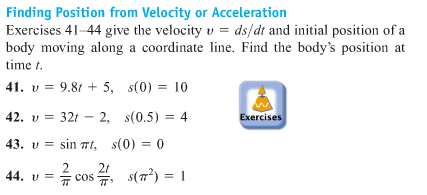 Finding Position from Velocity or Acceleration
Exercises 41–44 give the velocity υ = ds/dt and initial position of a
body moving along a coordinate line. Find the body's position at
time t.
41. υ = 9.8t + 5, s(0) = 10
42. υ = 32t − 2, s(0.5) = 4
Exercises
43. υ = sin πt, s(0) = 0
44. υ = 2/π cos 2t/π, s(π²) = 1